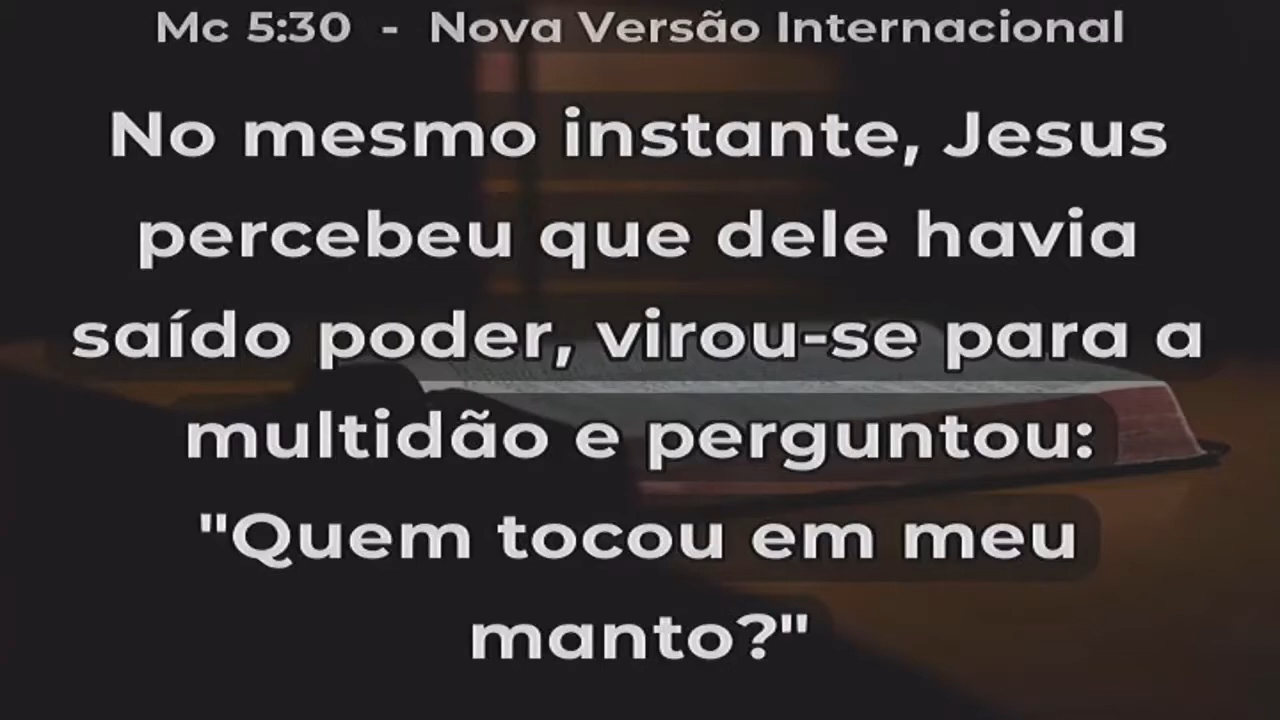 Mc 5:30 - Nova Versão Internacional
No mesmo instante, Jesus
percebeu que dele havia
saído poder, virou-se para a
multidão e perguntou:
"Quem tocou em meu
manto?"